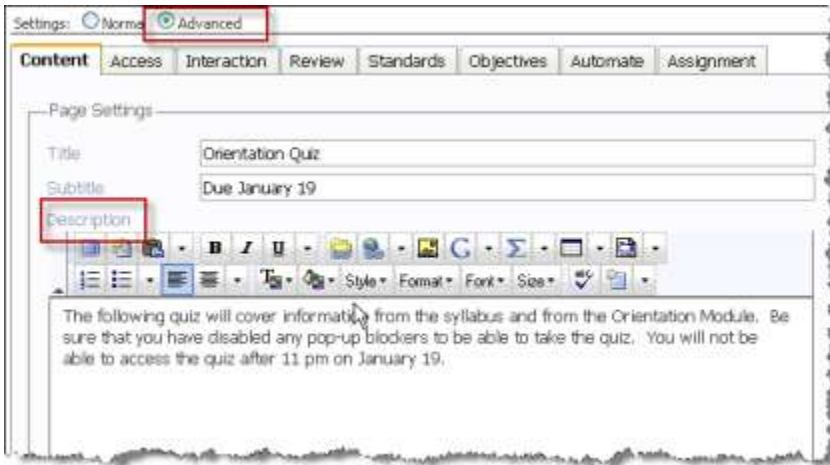 Settings: Norma Advanced
Content Access Interaction Review Standards Objectives Automate Assignment
Page Settings
Title Orientation Quiz
Subtitle Due January 19
Description
B I U G Σ
Style Format Font Size
The following quiz will cover information from the syllabus and from the Orientation Module. Be
sure that you have disabled any pop-up blockers to be able to take the quiz. You will not be
able to access the quiz after 11 pm on January 19.